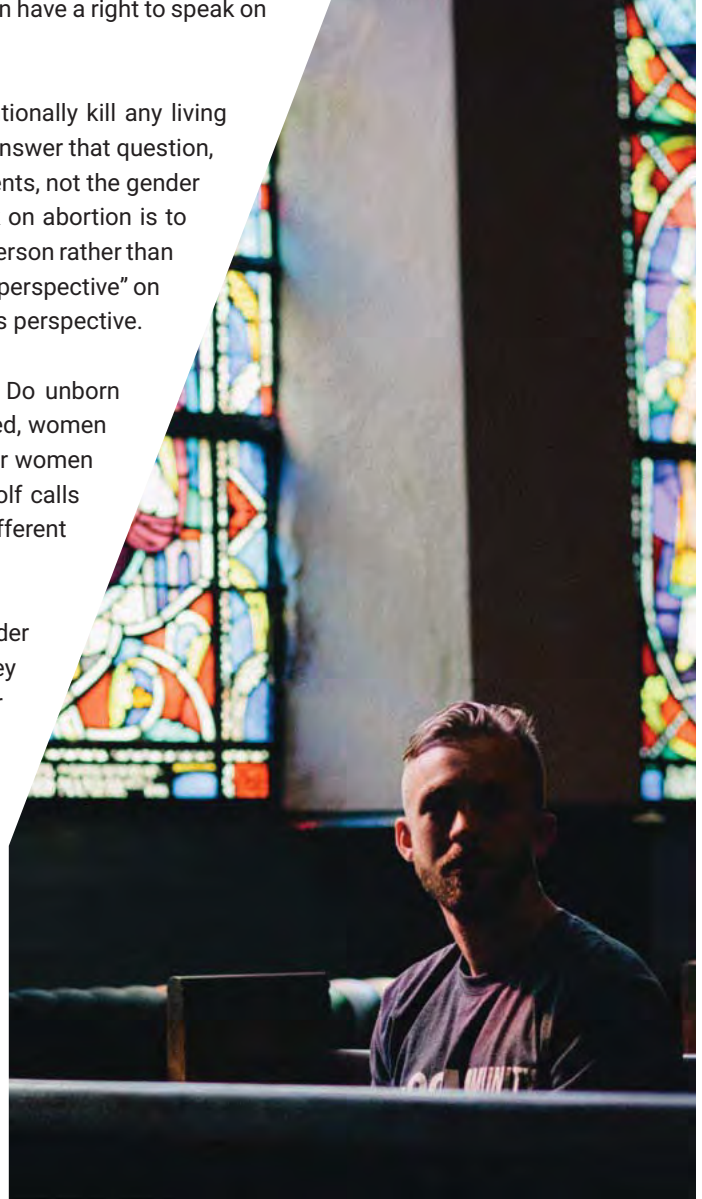 n have a right to speak on
tionally kill any living
nswer that question,
ents, not the gender
on abortion is to
erson rather than
perspective” on
s perspective.
Do unborn
ed, women
r women
olf calls
fferent
der
ey